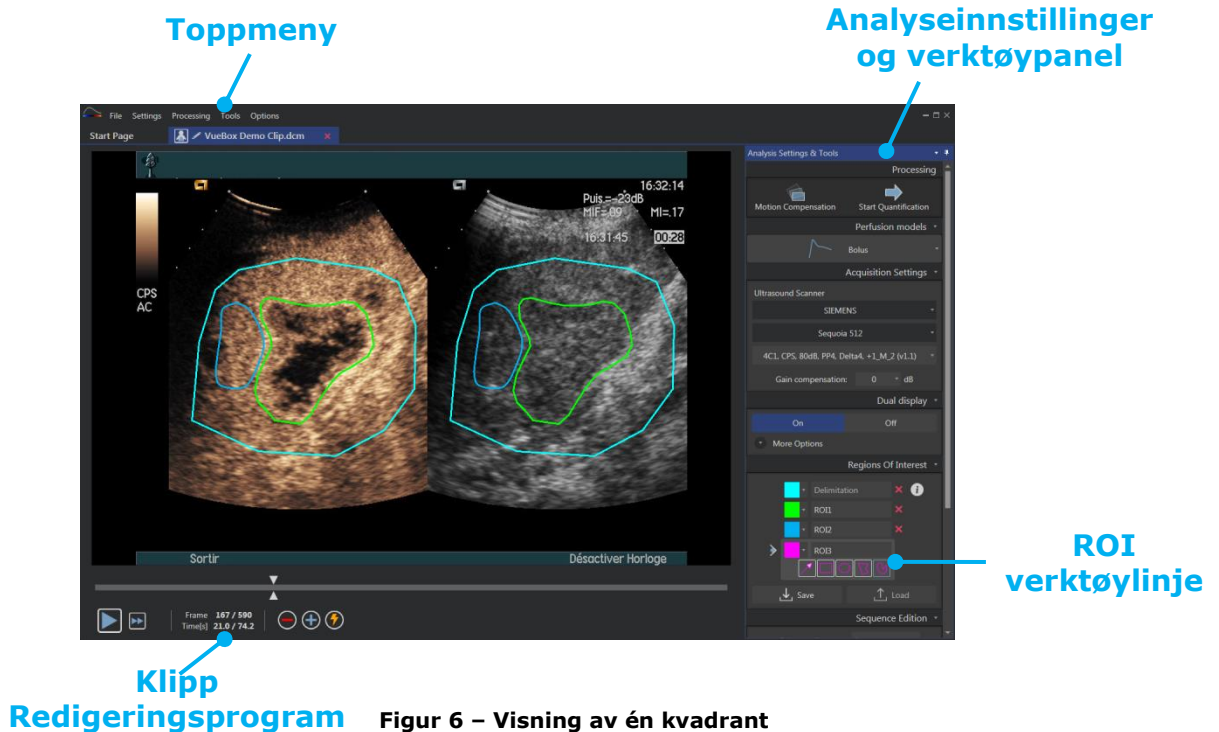 Toppmeny
Analyseinnstillinger
og verktøypanel
File Settings Processing Tools Options
Start Page VueBox Demo Clip.dcm
Analysis Settings & Tools
Processing
Motion Compensation Start Quantification
Perfusion models
Bolus
Acquisition Settings
Ultrasound Scanner
SIEMENS
Sequoia 512
4C1, CPS, 80dB, PP4, Delta4, +1_M_2 (v1.1)
Gain compensation: 0 dB
Dual display
On Off
More Options
Regions Of Interest
Delimitation
ROI1
ROI2
ROI3
Save Load
Sequence Edition
16:32:14
Puis.=-23dB
MIF=.09 MI=.17
16:31:45 00:28
CPS
AC
Sortir Désactiver Horloge
Frame 167 / 590
Time[s] 21.0 / 74.2
ROI
verktøylinje
Klipp
Redigeringsprogram
Figur 6 – Visning av én kvadrant